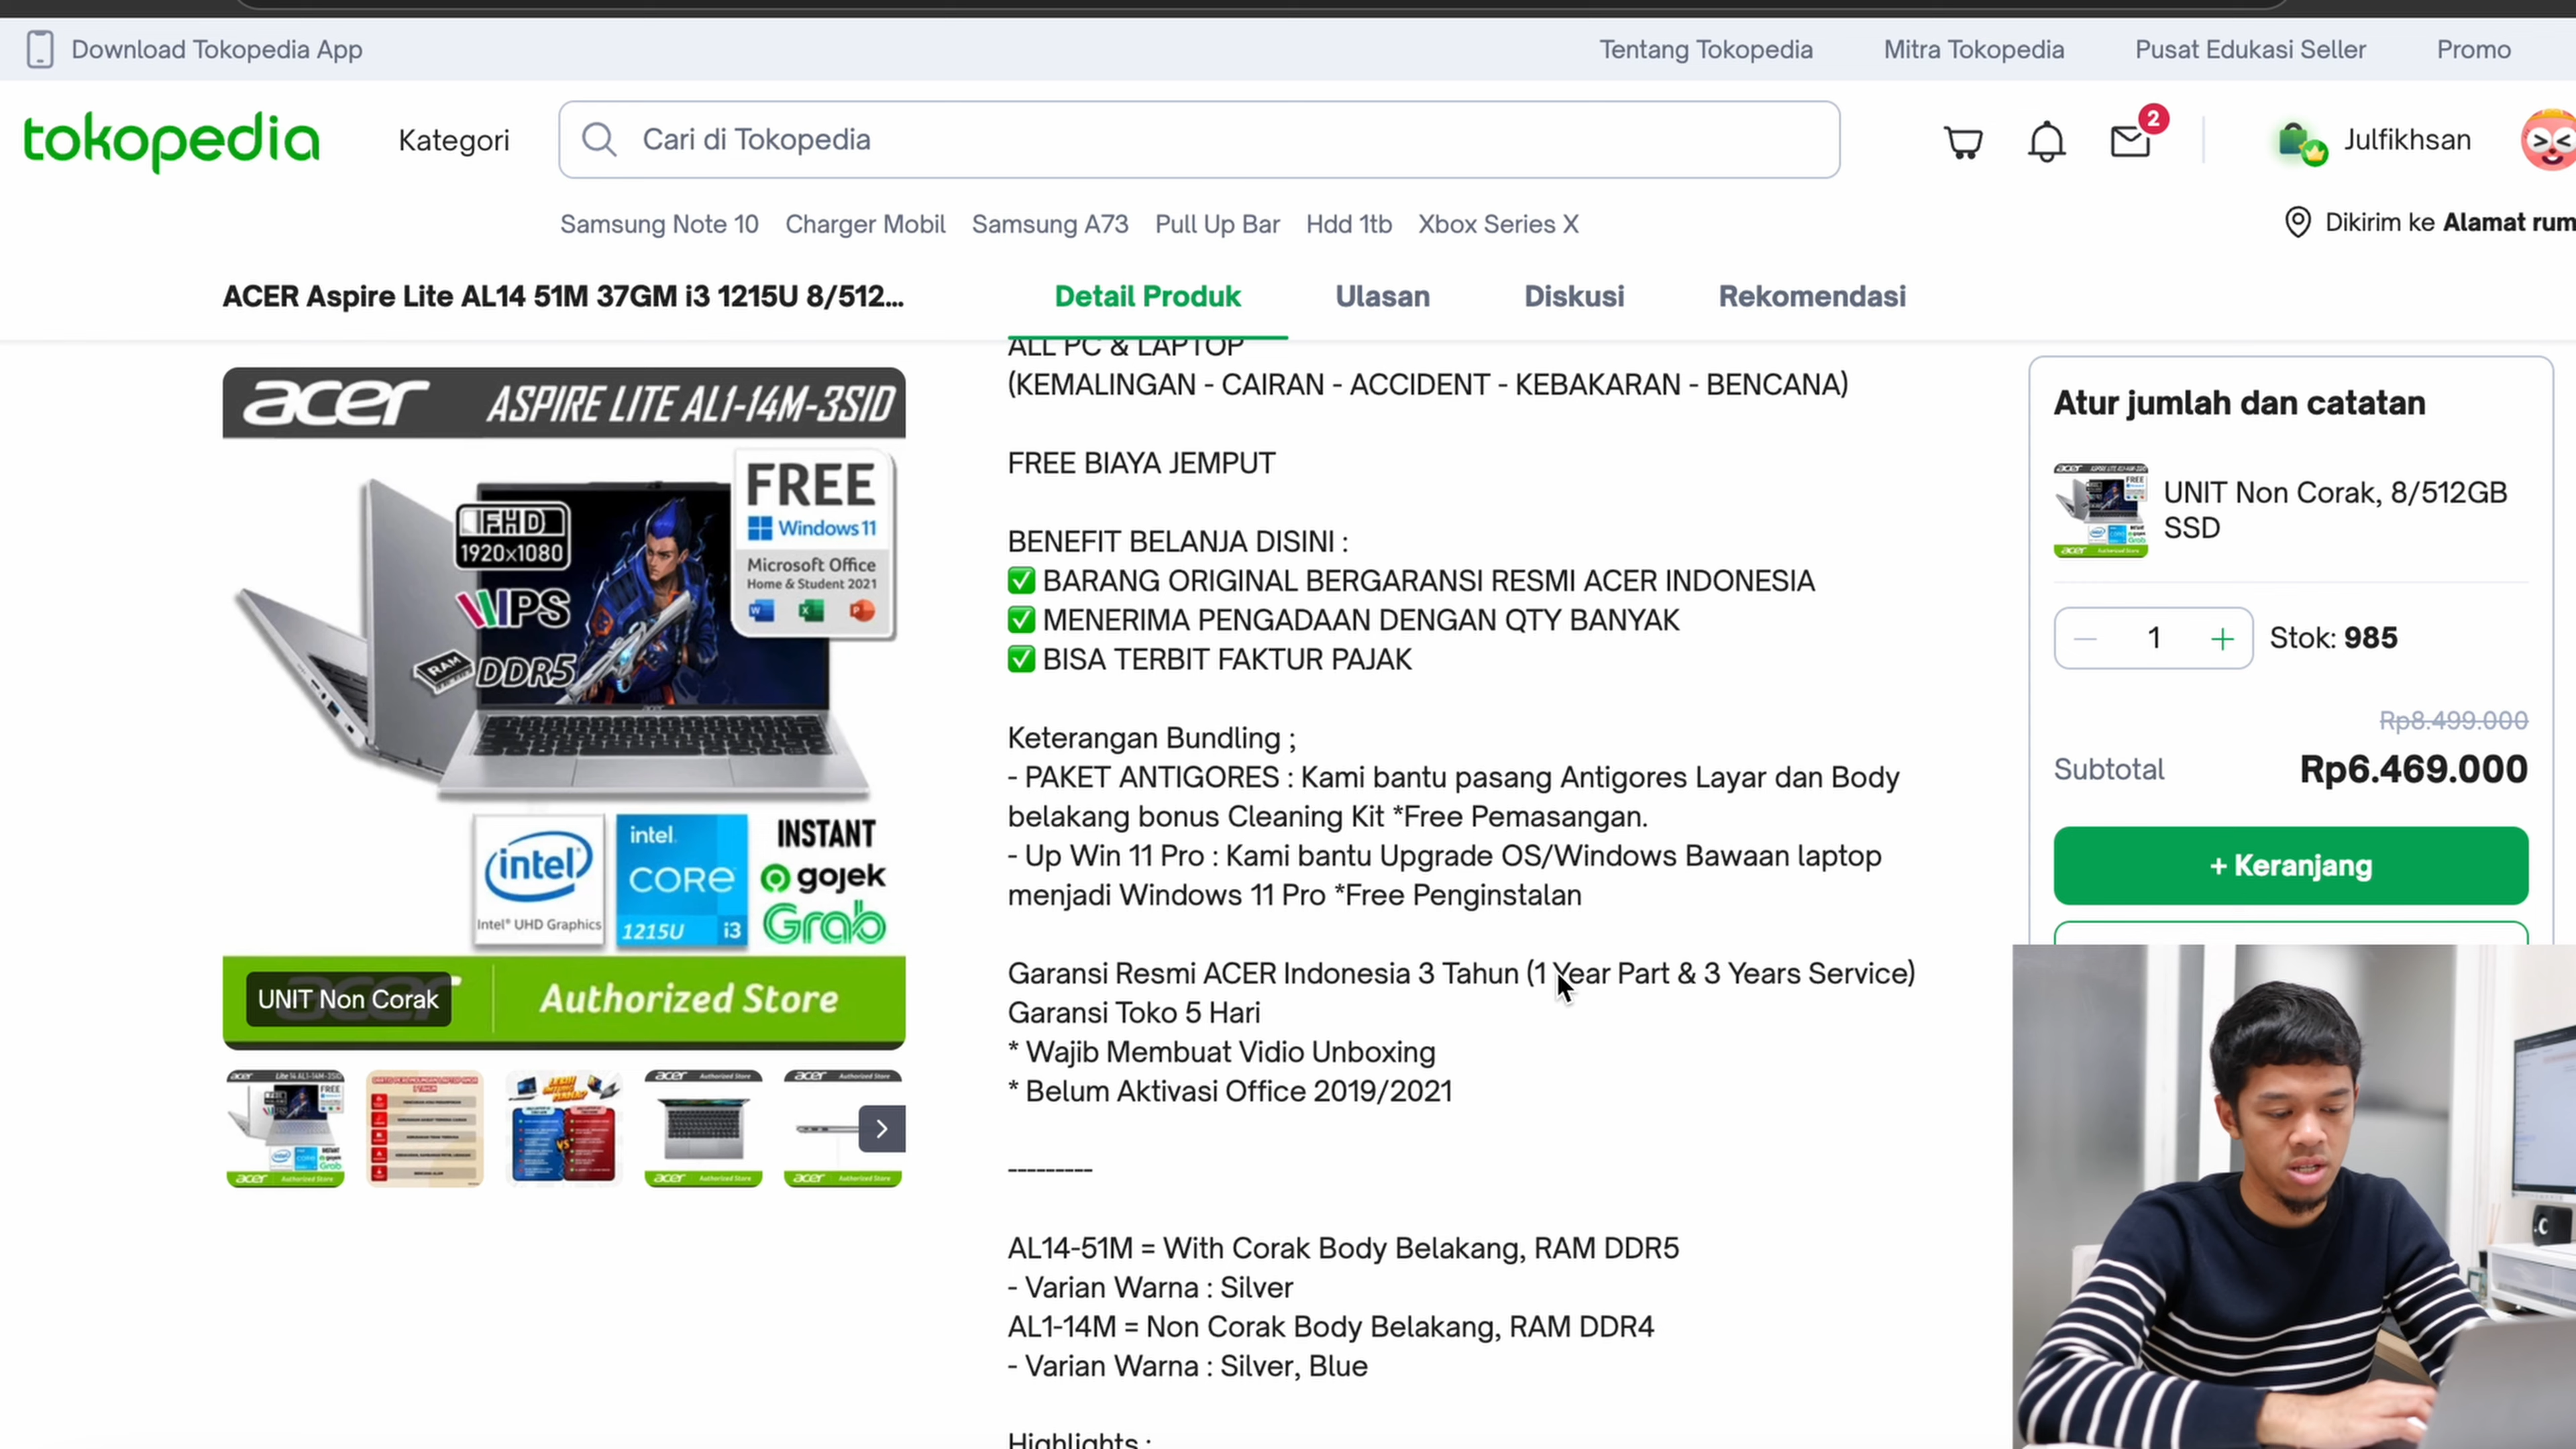 Download Tokopedia App
Tentang Tokopedia
Mitra Tokopedia
Pusat Edukasi Seller
Promo
tokopedia
Kategori
Cari di Tokopedia
2
Julfikhsan
Samsung Note 10
Charger Mobil
Samsung A73
Pull Up Bar
Hdd 1tb
Xbox Series X
Dikirim ke Alamat rum
ACER Aspire Lite AL14 51M 37GM i3 1215U 8/512...
Detail Produk
Ulasan
Diskusi
Rekomendasi
acer
ASPIRE LITE AL1-14M-3SID
FREE
Windows 11
Microsoft Office
Home & Student 2021
FHD
1920x1080
IPS
RAM
DDR5
intel
Intel® UHD Graphics
intel.
CORE
1215U
i3
INSTANT
gojek
Grab
UNIT Non Corak
Authorized Store
ALL PC & LAPTOP
(KEMALINGAN - CAIRAN - ACCIDENT - KEBAKARAN - BENCANA)
FREE BIAYA JEMPUT
BENEFIT BELANJA DISINI :
✅ BARANG ORIGINAL BERGARANSI RESMI ACER INDONESIA
✅ MENERIMA PENGADAAN DENGAN QTY BANYAK
✅ BISA TERBIT FAKTUR PAJAK
Keterangan Bundling ;
- PAKET ANTIGORES : Kami bantu pasang Antigores Layar dan Body
belakang bonus Cleaning Kit *Free Pemasangan.
- Up Win 11 Pro : Kami bantu Upgrade OS/Windows Bawaan laptop
menjadi Windows 11 Pro *Free Penginstalan
Garansi Resmi ACER Indonesia 3 Tahun (1 Year Part & 3 Years Service)
Garansi Toko 5 Hari
* Wajib Membuat Vidio Unboxing
* Belum Aktivasi Office 2019/2021
---------
AL14-51M = With Corak Body Belakang, RAM DDR5
- Varian Warna : Silver
AL1-14M = Non Corak Body Belakang, RAM DDR4
- Varian Warna : Silver, Blue
Highlights :
Atur jumlah dan catatan
UNIT Non Corak, 8/512GB
SSD
1
Stok: 985
Rp8.499.000
Subtotal
Rp6.469.000
+ Keranjang